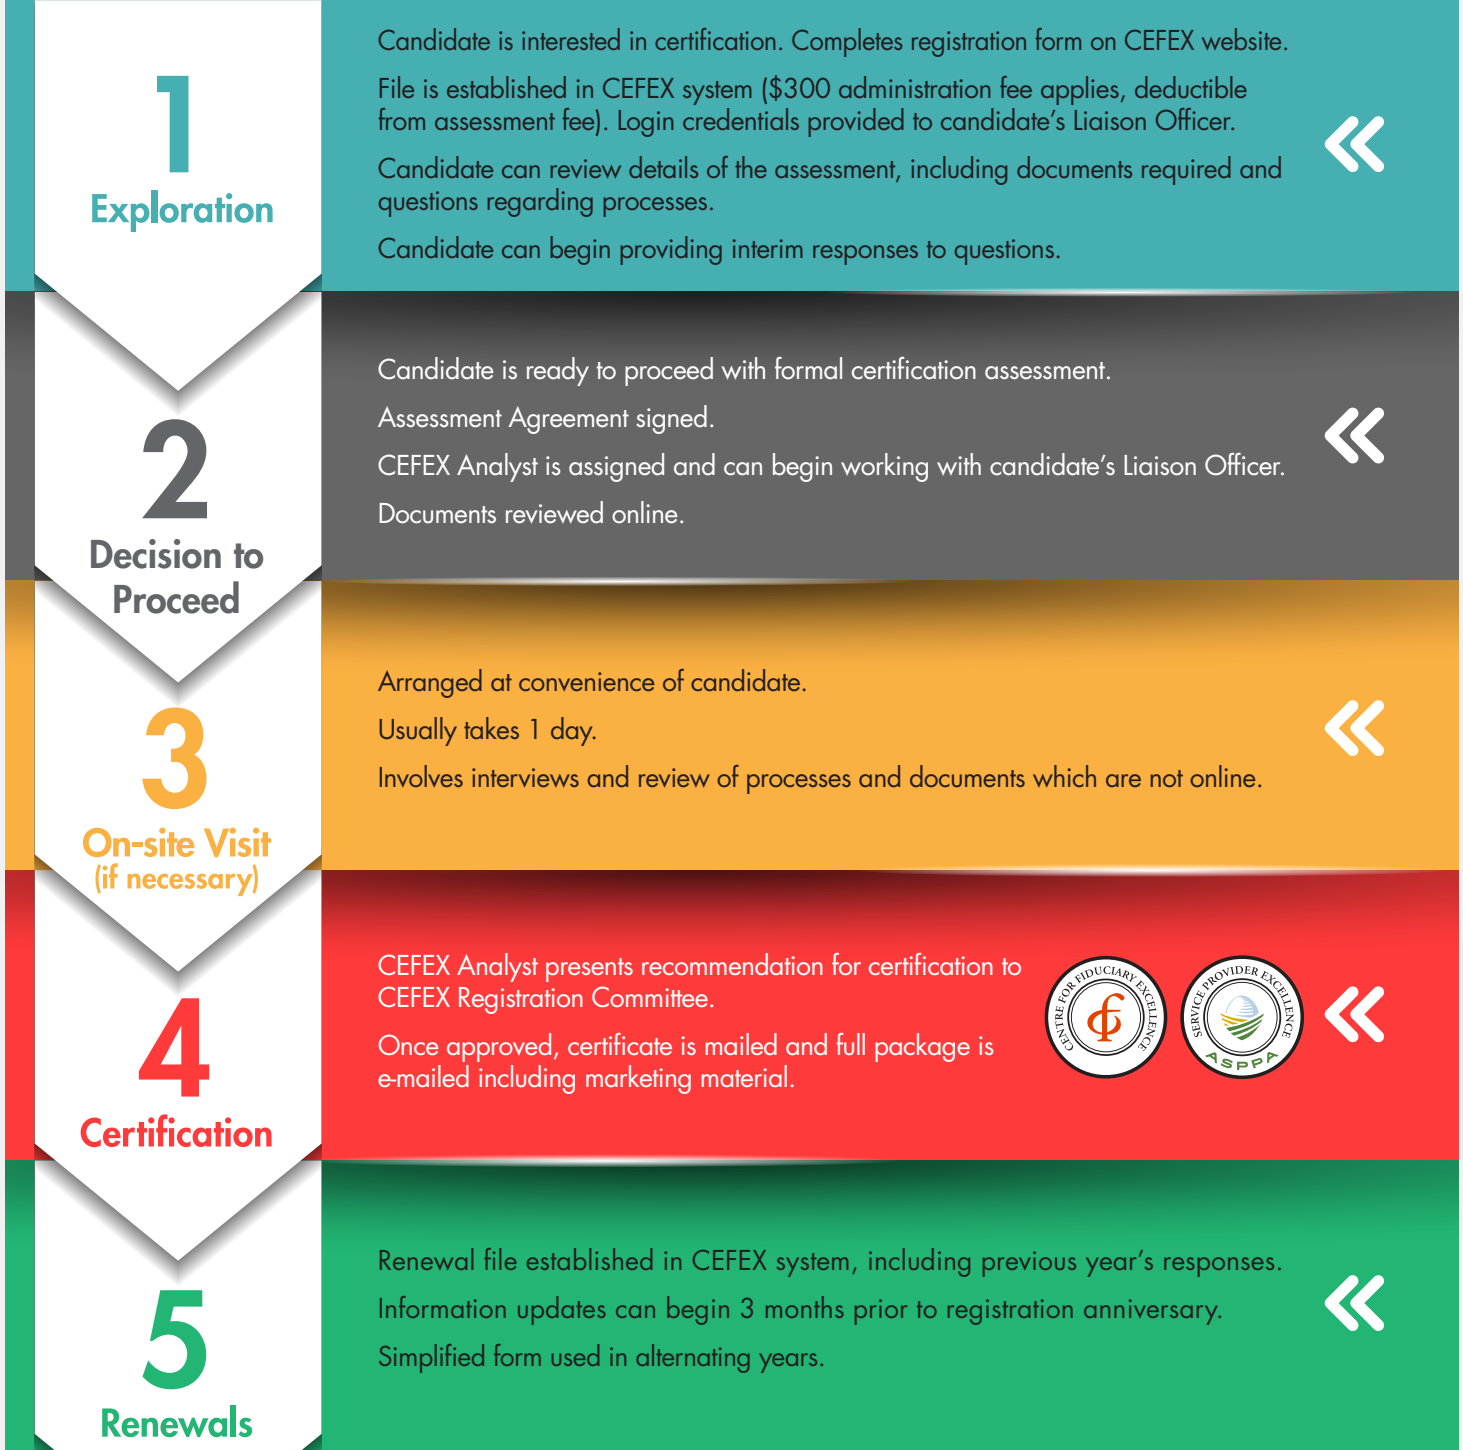 1
Exploration
Candidate is interested in certification. Completes registration form on CEFEX website.
File is established in CEFEX system ($300 administration fee applies, deductible
from assessment fee). Login credentials provided to candidate's Liaison Officer.
Candidate can review details of the assessment, including documents required and
questions regarding processes.
Candidate can begin providing interim responses to questions.
2
Decision to
Proceed
Candidate is ready to proceed with formal certification assessment.
Assessment Agreement signed.
CEFEX Analyst is assigned and can begin working with candidate's Liaison Officer.
Documents reviewed online.
3
On-site Visit
(if necessary)
Arranged at convenience of candidate.
Usually takes 1 day.
Involves interviews and review of processes and documents which are not online.
4
Certification
CEFEX Analyst presents recommendation for certification to
CEFEX Registration Committee.
Once approved, certificate is mailed and full package is
e-mailed including marketing material.
CENTRE FOR FIDUCIARY EXCELLENCE
SERVICE PROVIDER EXCELLENCE
ASPPA
5
Renewals
Renewal file established in CEFEX system, including previous year's responses.
Information updates can begin 3 months prior to registration anniversary.
Simplified form used in alternating years.